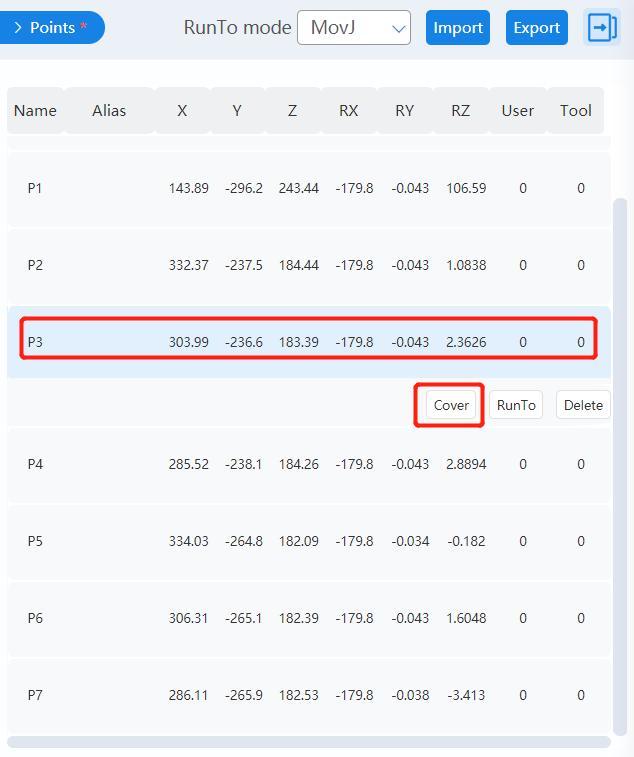 > Points * RunTo mode MovJ Import Export
Name Alias X Y Z RX RY RZ User Tool
P1 143.89 -296.2 243.44 -179.8 -0.043 106.59 0 0
P2 332.37 -237.5 184.44 -179.8 -0.043 1.0838 0 0
P3 303.99 -236.6 183.39 -179.8 -0.043 2.3626 0 0
Cover RunTo Delete
P4 285.52 -238.1 184.26 -179.8 -0.043 2.8894 0 0
P5 334.03 -264.8 182.09 -179.8 -0.034 -0.182 0 0
P6 306.31 -265.1 182.39 -179.8 -0.043 1.6048 0 0
P7 286.11 -265.9 182.53 -179.8 -0.038 -3.413 0 0